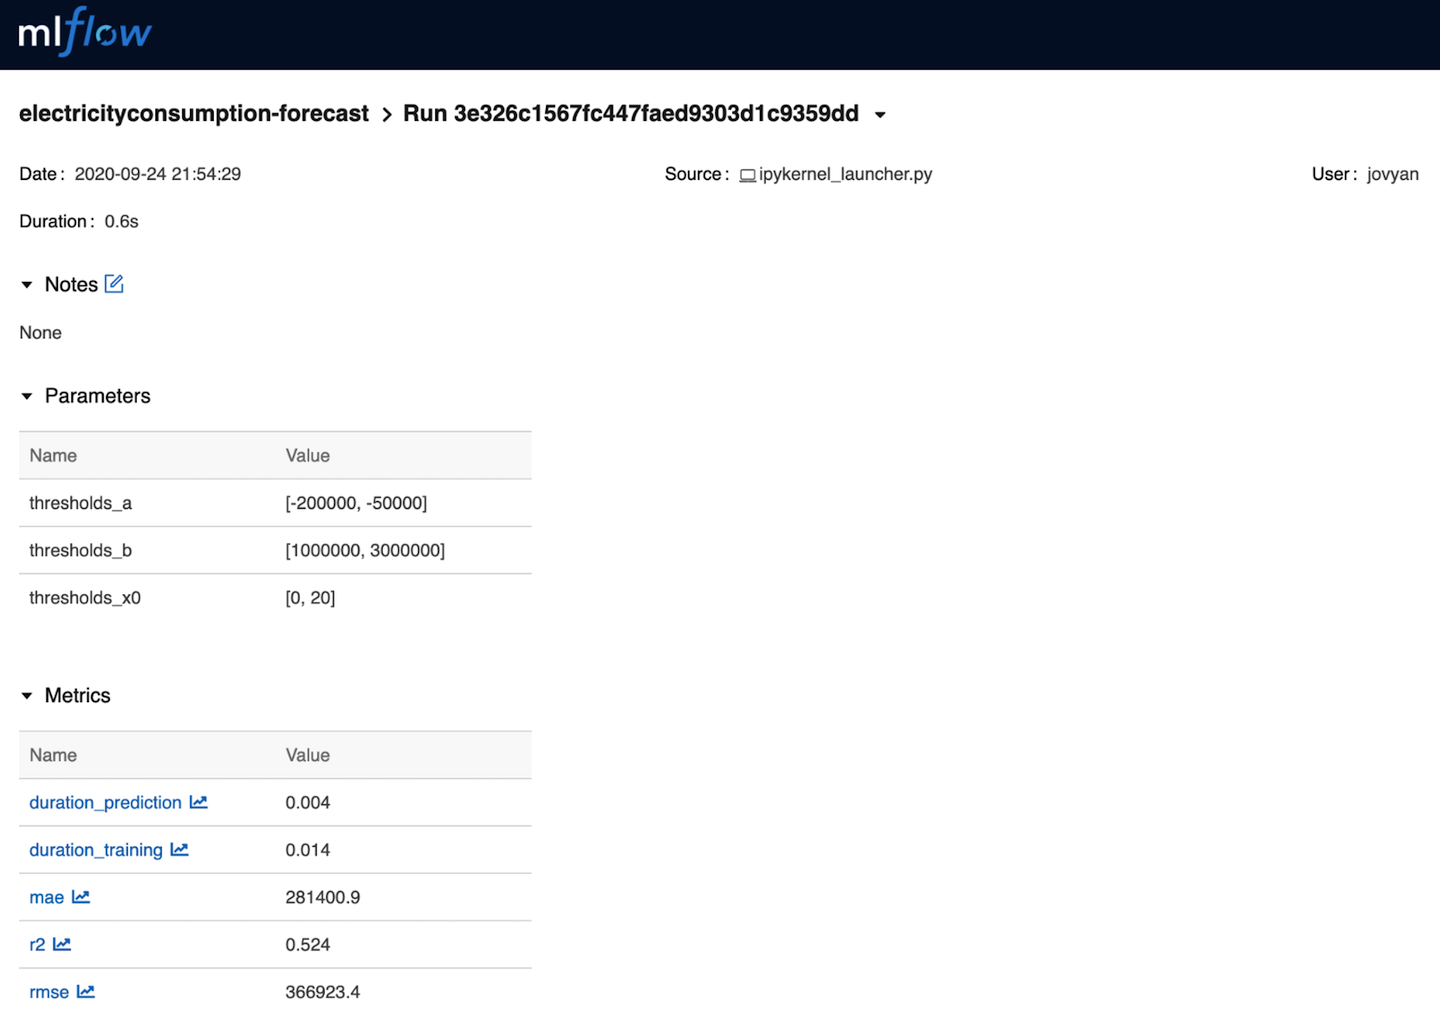 mlflow
electricityconsumption-forecast > Run 3e326c1567fc447faed9303d1c9359dd
Date: 2020-09-24 21:54:29 Source: ipykernel_launcher.py User: jovyan
Duration: 0.6s
Notes
None
Parameters
Name Value
thresholds_a [-200000, -50000]
thresholds_b [1000000, 3000000]
thresholds_x0 [0, 20]
Metrics
Name Value
duration_prediction 0.004
duration_training 0.014
mae 281400.9
r2 0.524
rmse 366923.4